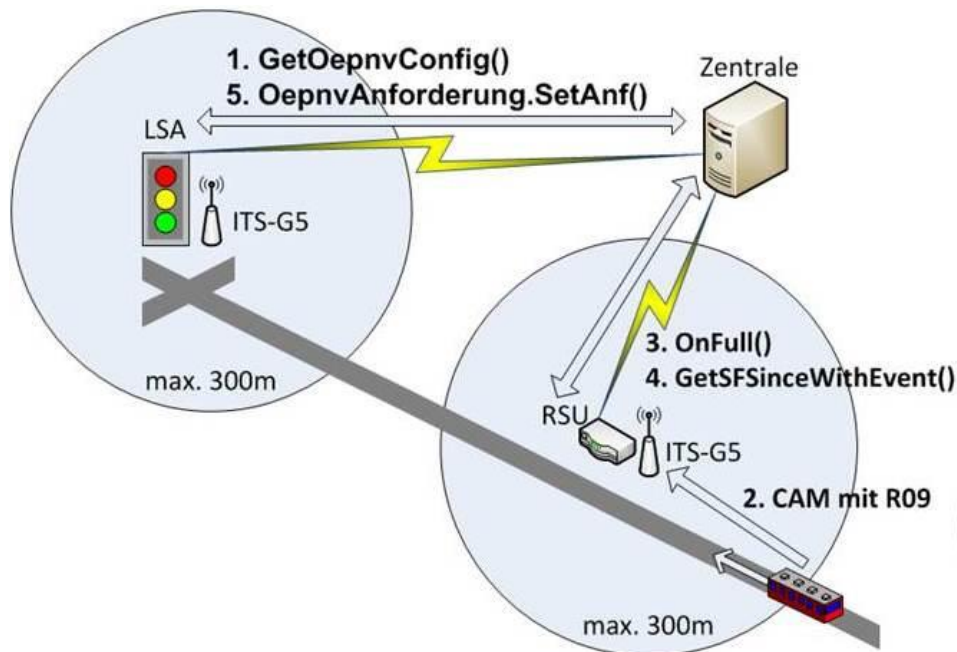 1. GetOepnvConfig()
5. OepnvAnforderung.SetAnf()
Zentrale
LSA
ITS-G5
max. 300m
3. OnFull()
4. GetSFSinceWithEvent()
RSU
ITS-G5
2. CAM mit R09
max. 300m